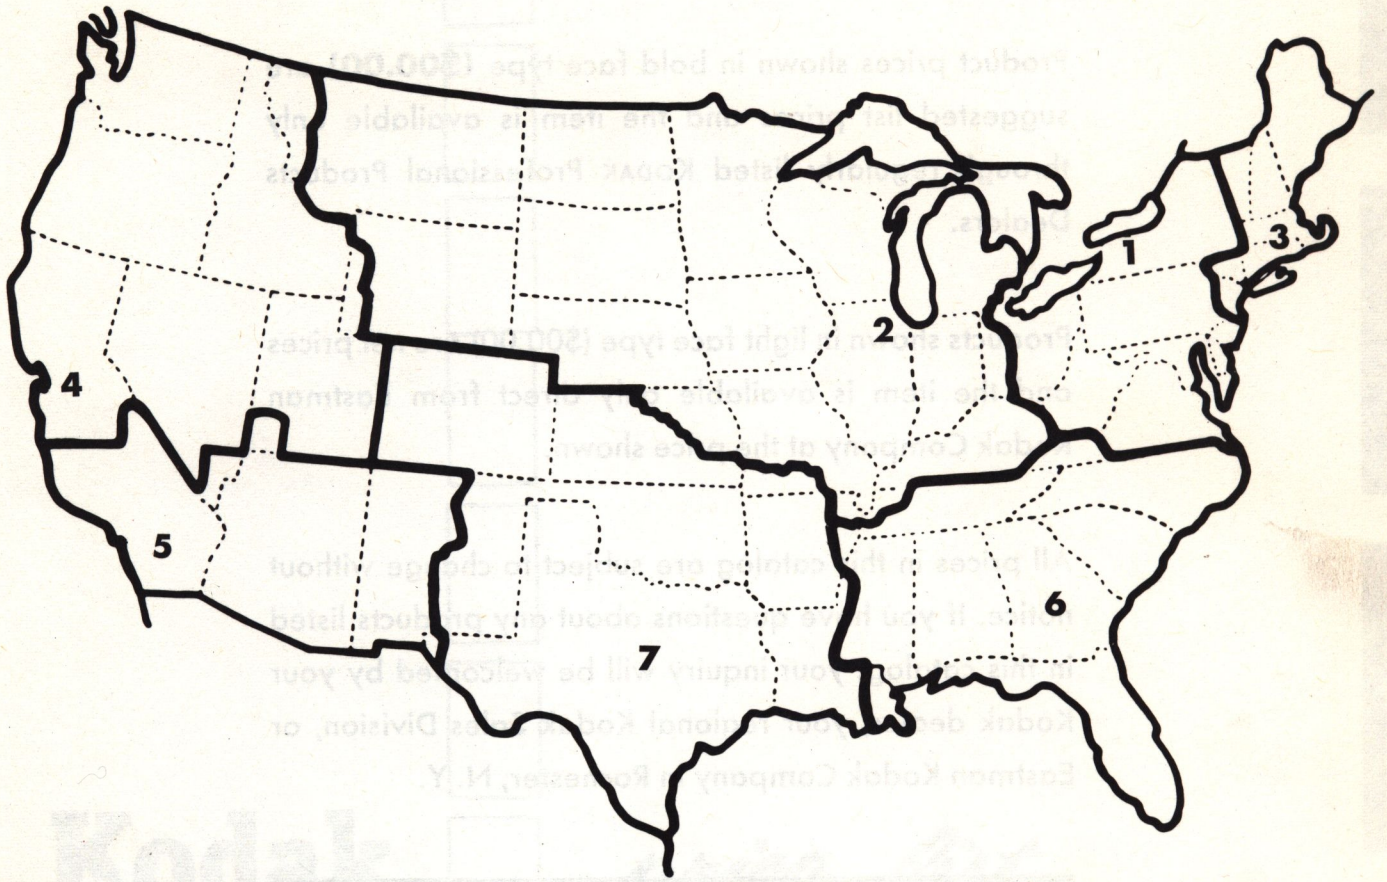 1
2
3
4
5
6
7
Product prices shown in bold face type ($00.00) are
suggested list prices and the item is available only
through regularly listed KODAK Professional Products
Dealers.
Products shown in light face type ($00.00) are net prices
and the item is available only direct from Eastman
Kodak Company at the price shown.
All prices in this catalog are subject to change without
notice. If you have questions about any products listed
in this catalog, your inquiry will be welcomed by your
Kodak dealer, your regional Kodak Sales Division, or
Eastman Kodak Company in Rochester, N. Y.
Kodak